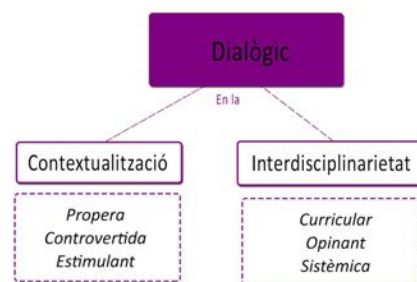 Dialògic
En la
Contextualització
Propera
Controvertida
Estimulant
Interdisciplinarietat
Curricular
Opinant
Sistèmica